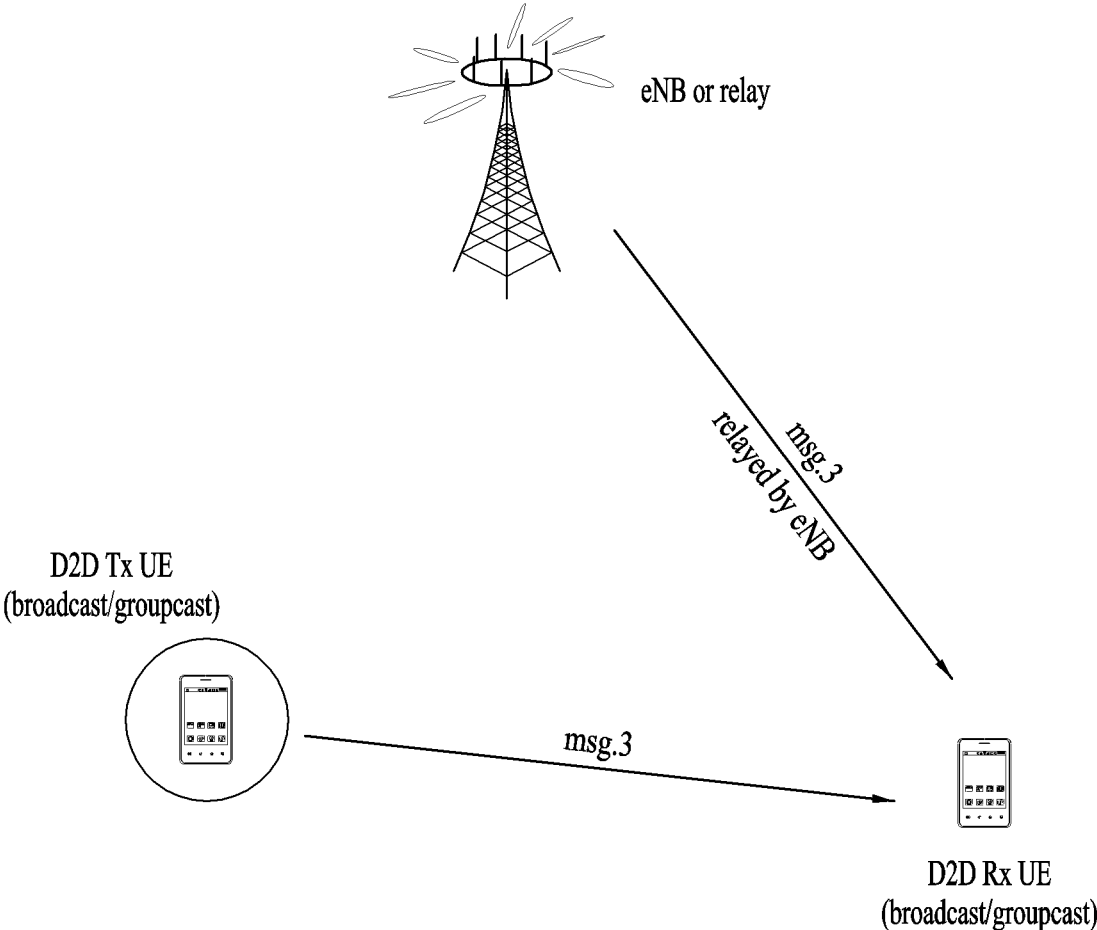 eNB or relay
msg.3
relayed by eNB
D2D Tx UE
(broadcast/groupcast)
msg.3
D2D Rx UE
(broadcast/groupcast)